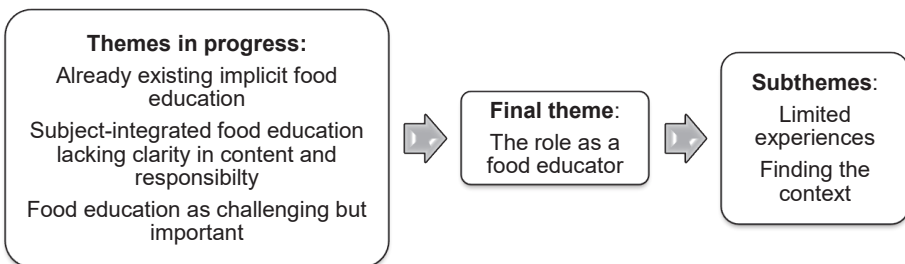 Themes in progress:
Already existing implicit food
education
Subject-integrated food education
lacking clarity in content and
responsibilty
Food education as challenging but
important
Final theme:
The role as a
food educator
Subthemes:
Limited
experiences
Finding the
context